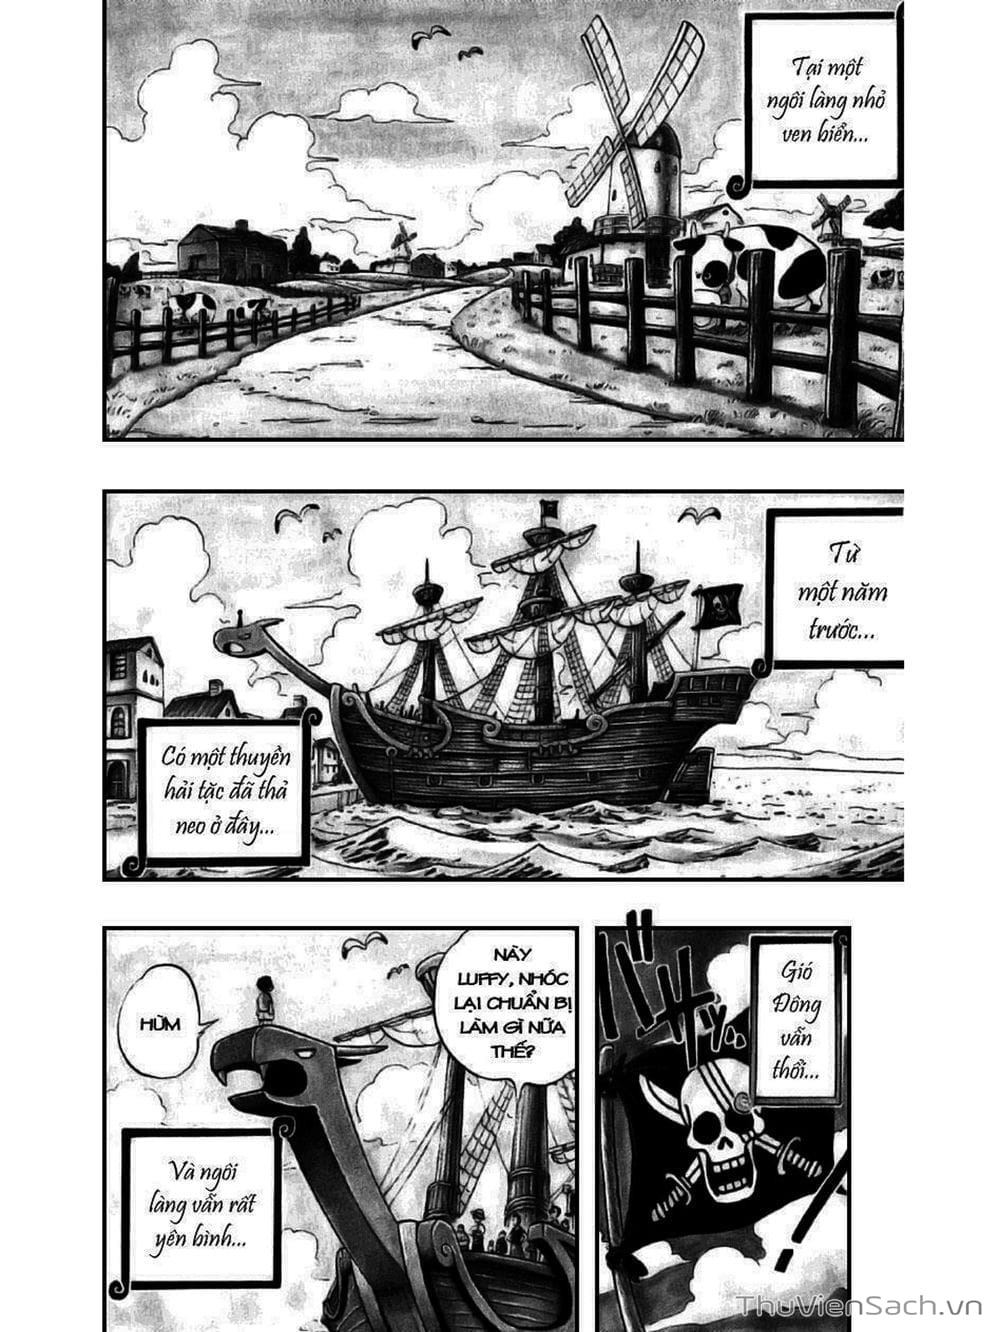 Tại một
ngôi làng nhỏ
ven biển...
Từ
một năm
trước...
Có một thuyền
hải tặc đã thả
neo ở đây...
Gió
Đông
vẫn
thổi...
NÀY
LUFFY, NHÓC
LẠI CHUẨN BỊ
LÀM GÌ NỮA
THẾ?
HỪM
Và ngôi
làng vẫn rất
yên bình...
ThuVienSach.vn